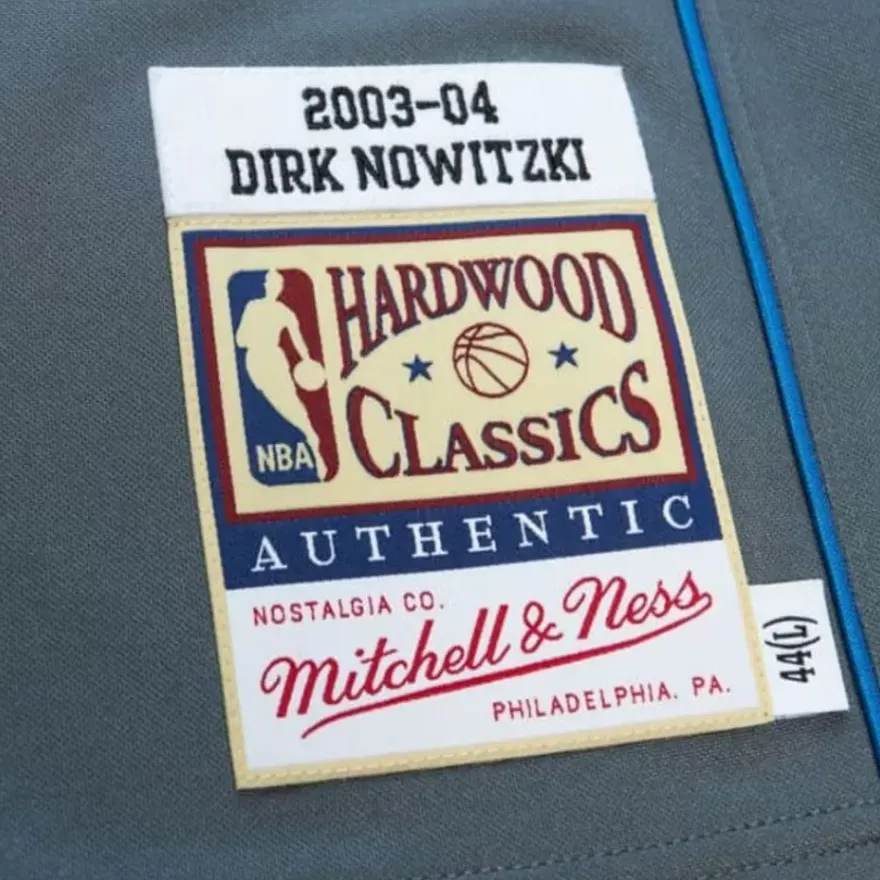 2003-04
DIRK NOWITZKI
HARDWOOD
CLASSICS
NBA
AUTHENTIC
NOSTALGIA CO.
Mitchell & Ness
PHILADELPHIA. PA.
44(L)